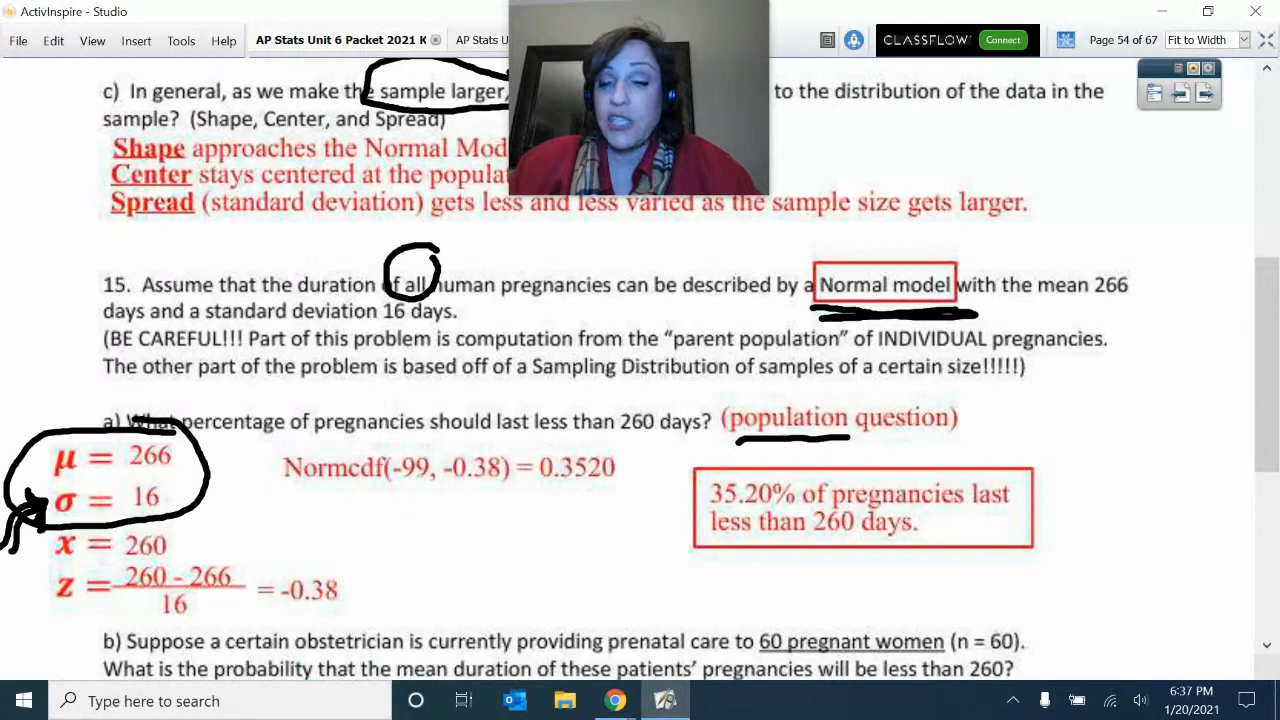 ActivInspire - Studio
File Edit View Insert Tools Help AP Stats Unit 6 Packet 2021 K AP Stats U CLASSFLOW Connect Page 54 of 67 Fit to Width
c) In general, as we make the sample larger, to the distribution of the data in the
sample? (Shape, Center, and Spread)
Shape approaches the Normal Mod
Center stays centered at the populat
Spread (standard deviation) gets less and less varied as the sample size gets larger.
15. Assume that the duration of all human pregnancies can be described by a Normal model with the mean 266
days and a standard deviation 16 days.
(BE CAREFUL!!! Part of this problem is computation from the “parent population” of INDIVIDUAL pregnancies.
The other part of the problem is based off of a Sampling Distribution of samples of a certain size!!!!!)
a) What percentage of pregnancies should last less than 260 days? (population question)
μ = 266
Normcdf(-99, -0.38) = 0.3520
σ = 16
35.20% of pregnancies last
less than 260 days.
x = 260
z = 260 - 266 = -0.38
16
b) Suppose a certain obstetrician is currently providing prenatal care to 60 pregnant women (n = 60).
What is the probability that the mean duration of these patients’ pregnancies will be less than 260?
Type here to search
6:37 PM
1/20/2021